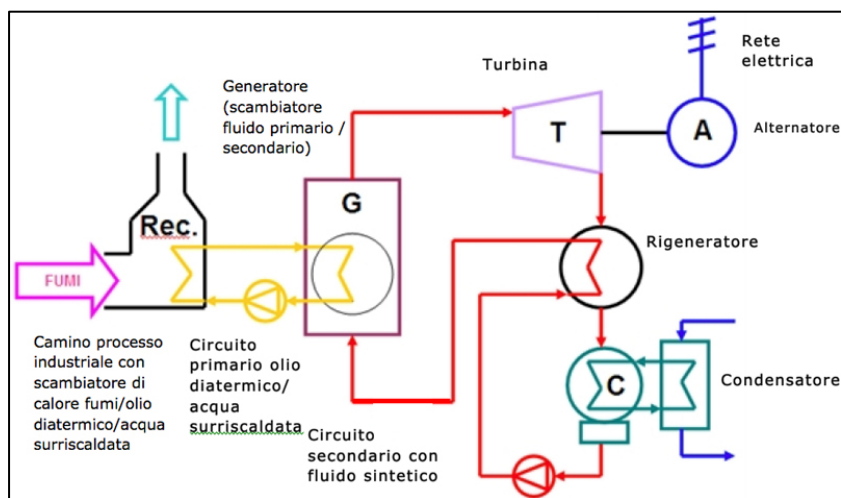 Generatore
(scambiatore
fluido primario /
secondario)
Turbina
Rete
elettrica
T
A
Alternatore
G
Rec.
FUMI
Rigeneratore
Camino processo
industriale con
scambiatore di
calore fumi/olio
diatermico/acqua
surriscaldata
Circuito
primario olio
diatermico/
acqua
surriscaldata
Circuito
secondario con
fluido sintetico
C
Condensatore